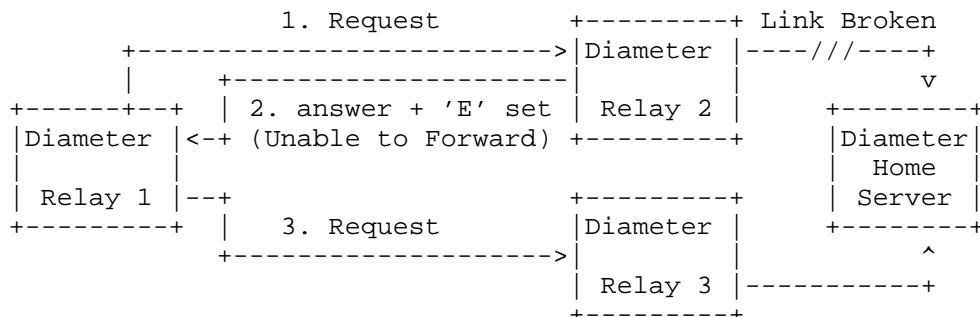 1. Request        +---------+ Link Broken
+-------------------------->|Diameter |----///----+
|     +---------------------|         |           v
+------+--+  | 2. answer + 'E' set | Relay 2 |     +--------+
|Diameter |<-+ (Unable to Forward) +---------+     |Diameter|
|         |                                        |  Home  |
| Relay 1 |--+                     +---------+     | Server |
+---------+  |   3. Request        |Diameter |     +--------+
+-------------------->|         |           ^
| Relay 3 |-----------+
+---------+